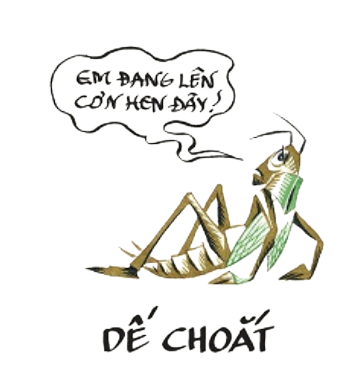 EM ĐANG LÊN
CƠN HEN ĐÂY!
DẾ CHOẮT